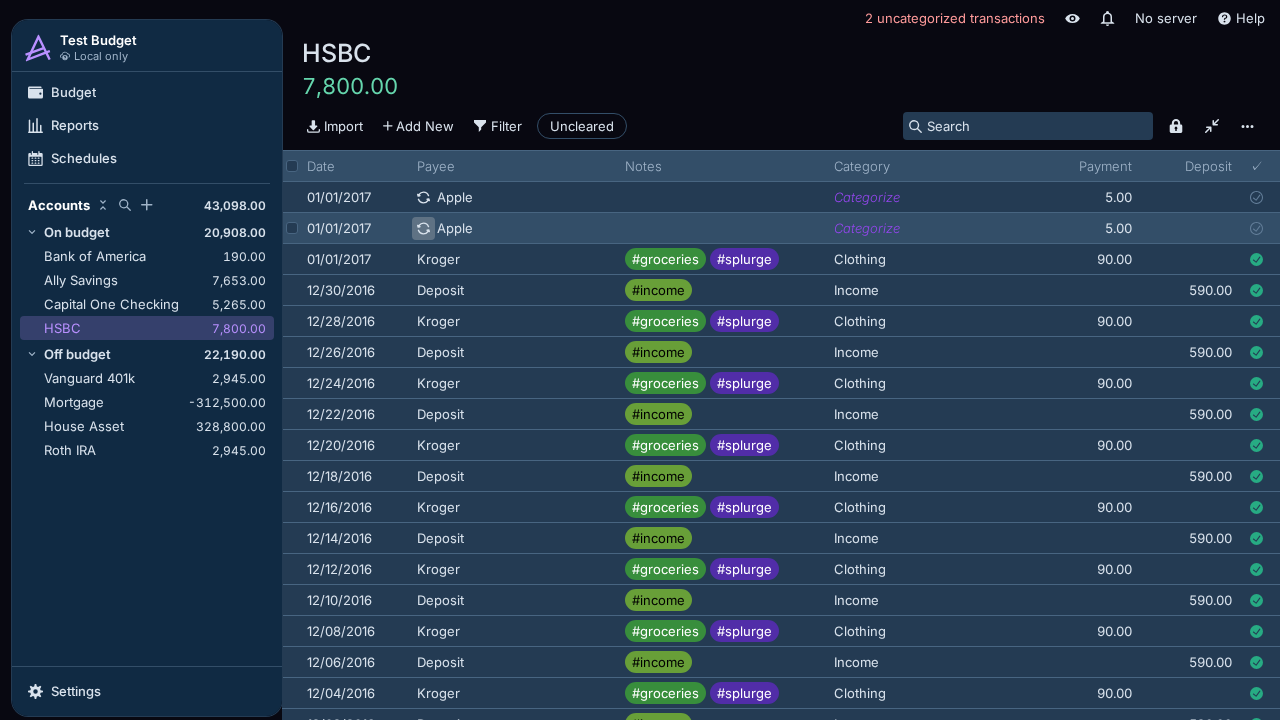 2 uncategorized transactions No server Help
Test Budget
Local only
Budget
Reports
Schedules
Accounts 43,098.00
On budget 20,908.00
Bank of America 190.00
Ally Savings 7,653.00
Capital One Checking 5,265.00
HSBC 7,800.00
Off budget 22,190.00
Vanguard 401k 2,945.00
Mortgage -312,500.00
House Asset 328,800.00
Roth IRA 2,945.00
Settings
HSBC
7,800.00
Import Add New Filter Uncleared Search
Date Payee Notes Category Payment Deposit ✓
01/01/2017 Apple Categorize 5.00
01/01/2017 Apple Categorize 5.00
01/01/2017 Kroger #groceries #splurge Clothing 90.00
12/30/2016 Deposit #income Income 590.00
12/28/2016 Kroger #groceries #splurge Clothing 90.00
12/26/2016 Deposit #income Income 590.00
12/24/2016 Kroger #groceries #splurge Clothing 90.00
12/22/2016 Deposit #income Income 590.00
12/20/2016 Kroger #groceries #splurge Clothing 90.00
12/18/2016 Deposit #income Income 590.00
12/16/2016 Kroger #groceries #splurge Clothing 90.00
12/14/2016 Deposit #income Income 590.00
12/12/2016 Kroger #groceries #splurge Clothing 90.00
12/10/2016 Deposit #income Income 590.00
12/08/2016 Kroger #groceries #splurge Clothing 90.00
12/06/2016 Deposit #income Income 590.00
12/04/2016 Kroger #groceries #splurge Clothing 90.00